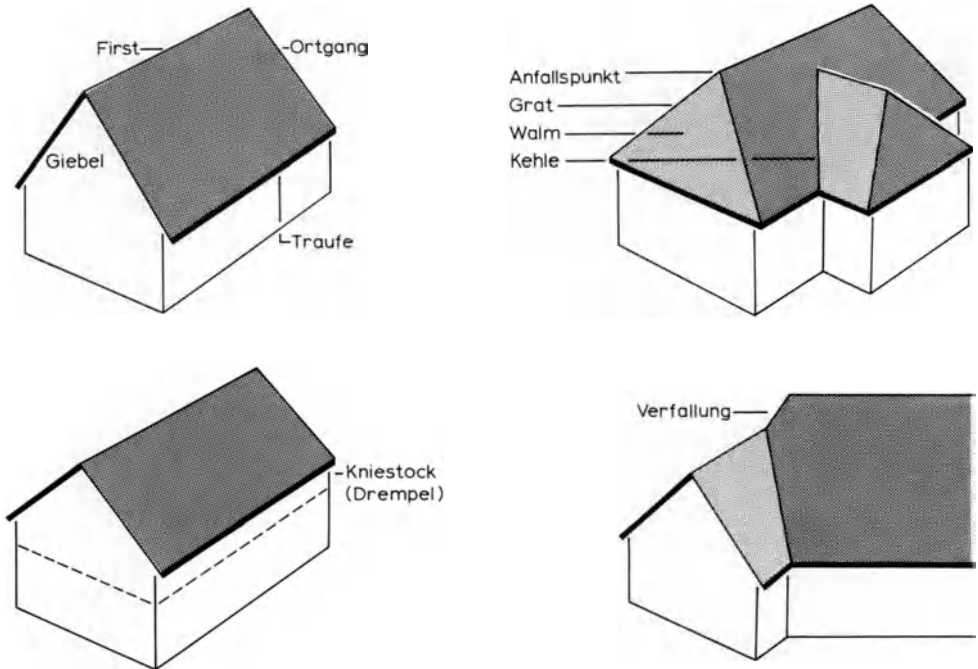 First
Ortgang
Giebel
Traufe
Anfallspunkt
Grat
Walm
Kehle
Kniestock
(Drempel)
Verfallung